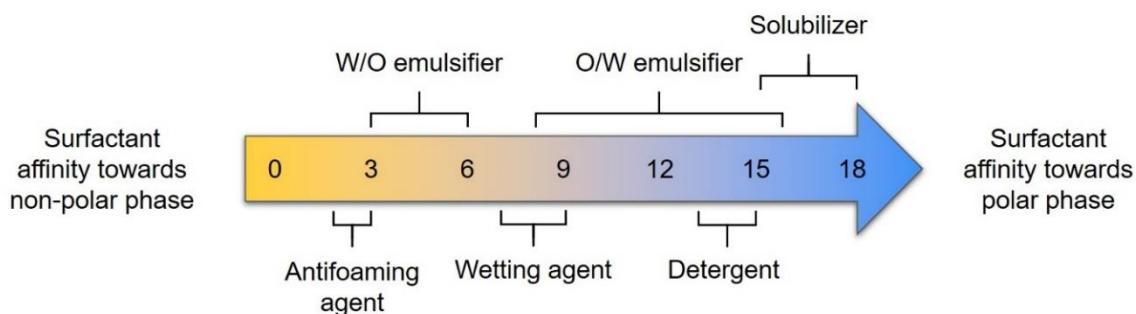 Solubilizer
W/O emulsifier
O/W emulsifier
Surfactant
affinity towards
non-polar phase
0 3 6 9 12 15 18
Surfactant
affinity towards
polar phase
Antifoaming
agent
Wetting agent
Detergent